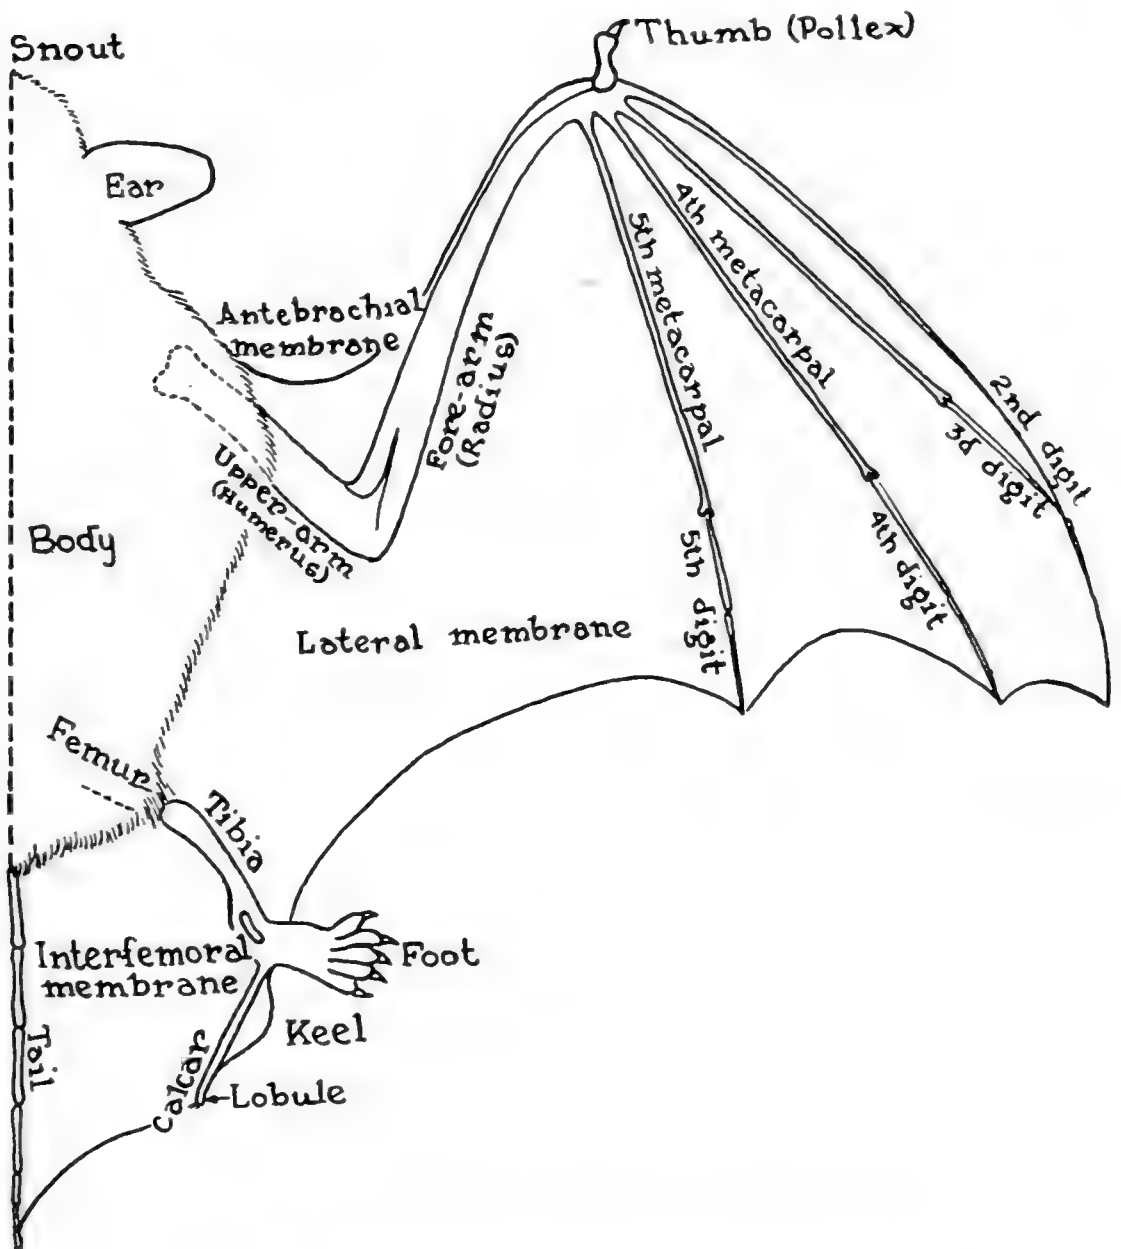 Snout
Thumb (Pollex)
Ear
Antebrachial
membrane
Fore-arm
(Radius)
Upper-arm
(Humerus)
5th metacarpal
4th metacarpal
2nd digit
3d digit
4th digit
5th digit
Body
Lateral membrane
Femur
Tibia
Interfemoral
membrane
Foot
Keel
Tail
Calcar
Lobule